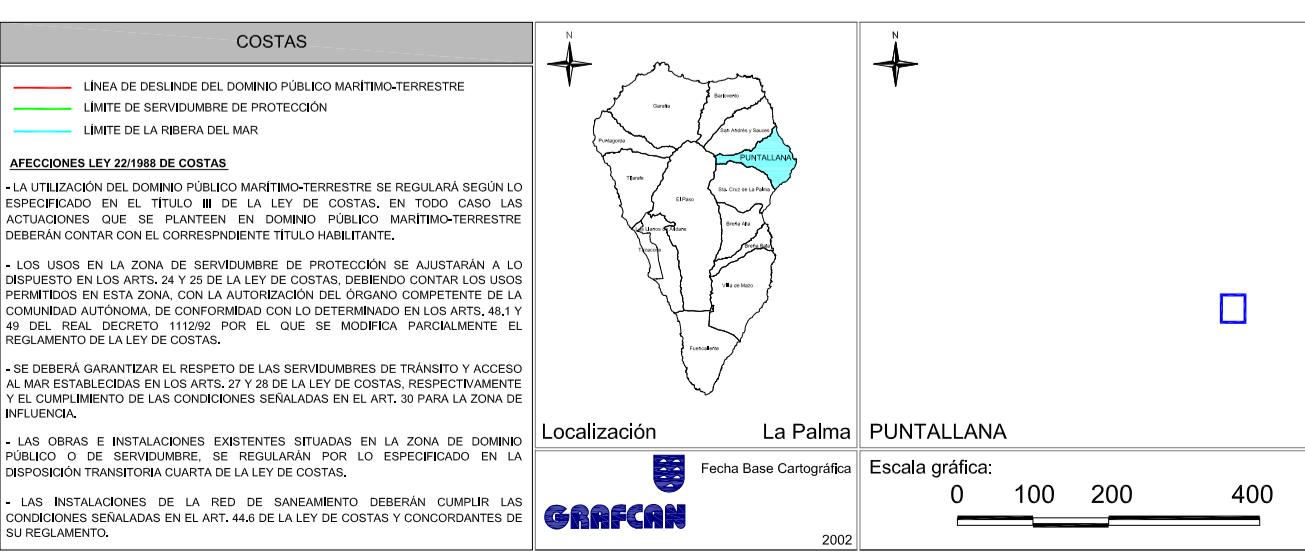 COSTAS
LÍNEA DE DESLINDE DEL DOMINIO PÚBLICO MARÍTIMO-TERRESTRE
LÍMITE DE SERVIDUMBRE DE PROTECCIÓN
LÍMITE DE LA RIBERA DEL MAR
AFECCIONES LEY 22/1988 DE COSTAS
- LA UTILIZACIÓN DEL DOMINIO PÚBLICO MARÍTIMO-TERRESTRE SE REGULARÁ SEGÚN LO
ESPECIFICADO EN EL TÍTULO III DE LA LEY DE COSTAS. EN TODO CASO LAS
ACTUACIONES QUE SE PLANTEEN EN DOMINIO PÚBLICO MARÍTIMO-TERRESTRE
DEBERÁN CONTAR CON EL CORRESPNDIENTE TÍTULO HABILITANTE.
- LOS USOS EN LA ZONA DE SERVIDUMBRE DE PROTECCIÓN SE AJUSTARÁN A LO
DISPUESTO EN LOS ARTS. 24 Y 25 DE LA LEY DE COSTAS, DEBIENDO CONTAR LOS USOS
PERMITIDOS EN ESTA ZONA, CON LA AUTORIZACIÓN DEL ÓRGANO COMPETENTE DE LA
COMUNIDAD AUTÓNOMA, DE CONFORMIDAD CON LO DETERMINADO EN LOS ARTS. 48.1 Y
49 DEL REAL DECRETO 1112/92 POR EL QUE SE MODIFICA PARCIALMENTE EL
REGLAMENTO DE LA LEY DE COSTAS.
- SE DEBERÁ GARANTIZAR EL RESPETO DE LAS SERVIDUMBRES DE TRÁNSITO Y ACCESO
AL MAR ESTABLECIDAS EN LOS ARTS. 27 Y 28 DE LA LEY DE COSTAS, RESPECTIVAMENTE
Y EL CUMPLIMIENTO DE LAS CONDICIONES SEÑALADAS EN EL ART. 30 PARA LA ZONA DE
INFLUENCIA.
- LAS OBRAS E INSTALACIONES EXISTENTES SITUADAS EN LA ZONA DE DOMINIO
PÚBLICO O DE SERVIDUMBRE, SE REGULARÁN POR LO ESPECIFICADO EN LA
DISPOSICIÓN TRANSITORIA CUARTA DE LA LEY DE COSTAS.
- LAS INSTALACIONES DE LA RED DE SANEAMIENTO DEBERÁN CUMPLIR LAS
CONDICIONES SEÑALADAS EN EL ART. 44.6 DE LA LEY DE COSTAS Y CONCORDANTES DE
SU REGLAMENTO.
N
Barlovento
Garafía
San Andrés y Sauces
Puntagorda
PUNTALLANA
Tijarafe
Sta. Cruz de La Palma
El Paso
Breña Alta
Los Llanos de Aridane
Breña Baja
Tazacorte
Villa de Mazo
Fuencaliente
Localización La Palma
GRAFCAN
Fecha Base Cartográfica
2002
N
PUNTALLANA
Escala gráfica:
0 100 200 400